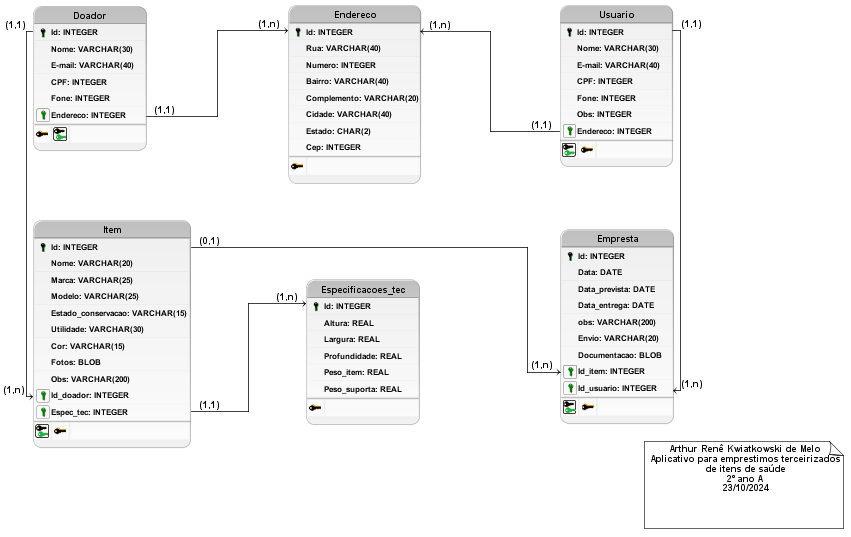 Doador
Id: INTEGER
Nome: VARCHAR(30)
E-mail: VARCHAR(40)
CPF: INTEGER
Fone: INTEGER
Endereco: INTEGER
(1,1)
(1,1)
(1,n)
Endereco
Id: INTEGER
Rua: VARCHAR(40)
Numero: INTEGER
Bairro: VARCHAR(40)
Complemento: VARCHAR(20)
Cidade: VARCHAR(40)
Estado: CHAR(2)
Cep: INTEGER
(1,n)
(1,1)
Usuario
Id: INTEGER
Nome: VARCHAR(30)
E-mail: VARCHAR(40)
CPF: INTEGER
Fone: INTEGER
Obs: INTEGER
Endereco: INTEGER
(1,1)
Item
Id: INTEGER
Nome: VARCHAR(20)
Marca: VARCHAR(25)
Modelo: VARCHAR(25)
Estado_conservacao: VARCHAR(15)
Utilidade: VARCHAR(30)
Cor: VARCHAR(15)
Fotos: BLOB
Obs: VARCHAR(200)
Id_doador: INTEGER
Espec_tec: INTEGER
(1,n)
(0,1)
(1,1)
(1,n)
Especificacoes_tec
Id: INTEGER
Altura: REAL
Largura: REAL
Profundidade: REAL
Peso_item: REAL
Peso_suporta: REAL
Empresta
Id: INTEGER
Data: DATE
Data_prevista: DATE
Data_entrega: DATE
obs: VARCHAR(200)
Envio: VARCHAR(20)
Documentacao: BLOB
Id_item: INTEGER
Id_usuario: INTEGER
(1,n)
(1,n)
Arthur Renê Kwiatkowski de Melo
Aplicativo para emprestimos terceirizados
de itens de saúde
2° ano A
23/10/2024